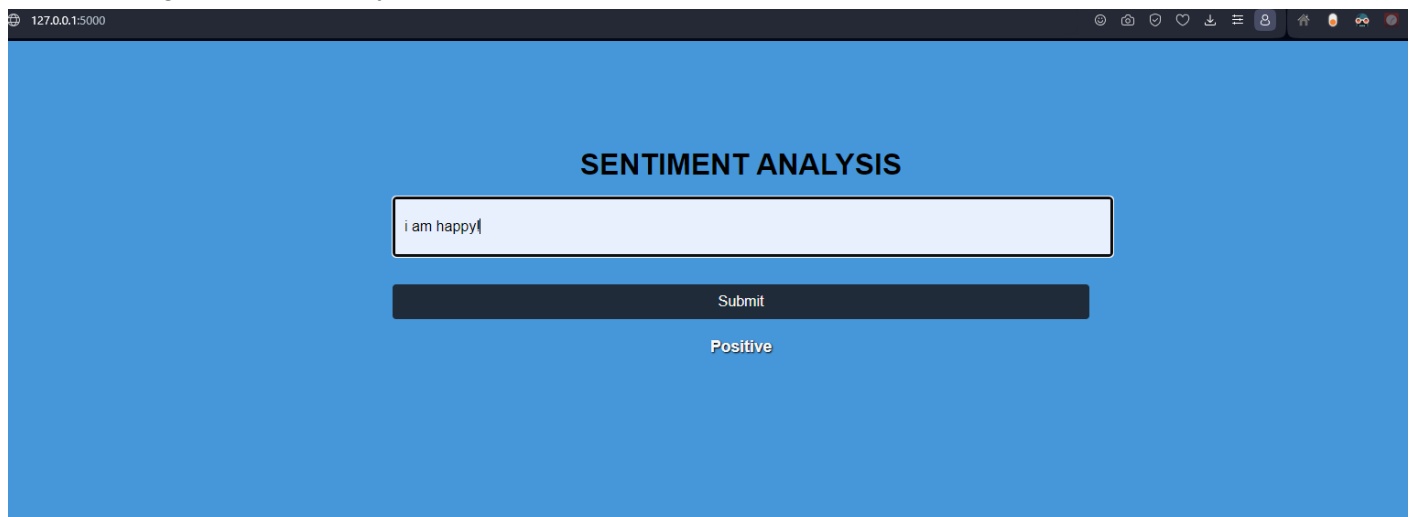 127.0.0.1:5000
SENTIMENT ANALYSIS
i am happy!
Submit
Positive